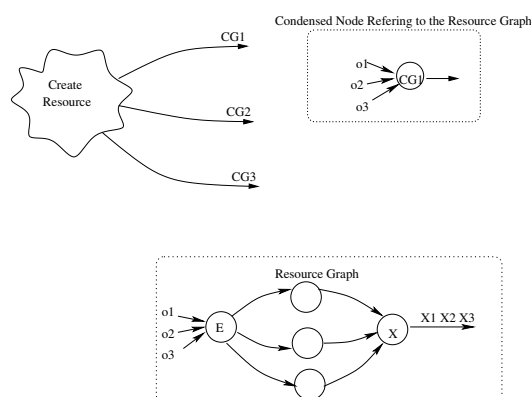 Condensed Node Refering to the Resource Graph
CG1
Create
Resource
o1
o2
o3
CG1
CG2
CG3
Resource Graph
o1
o2
o3
E
X
X1 X2 X3